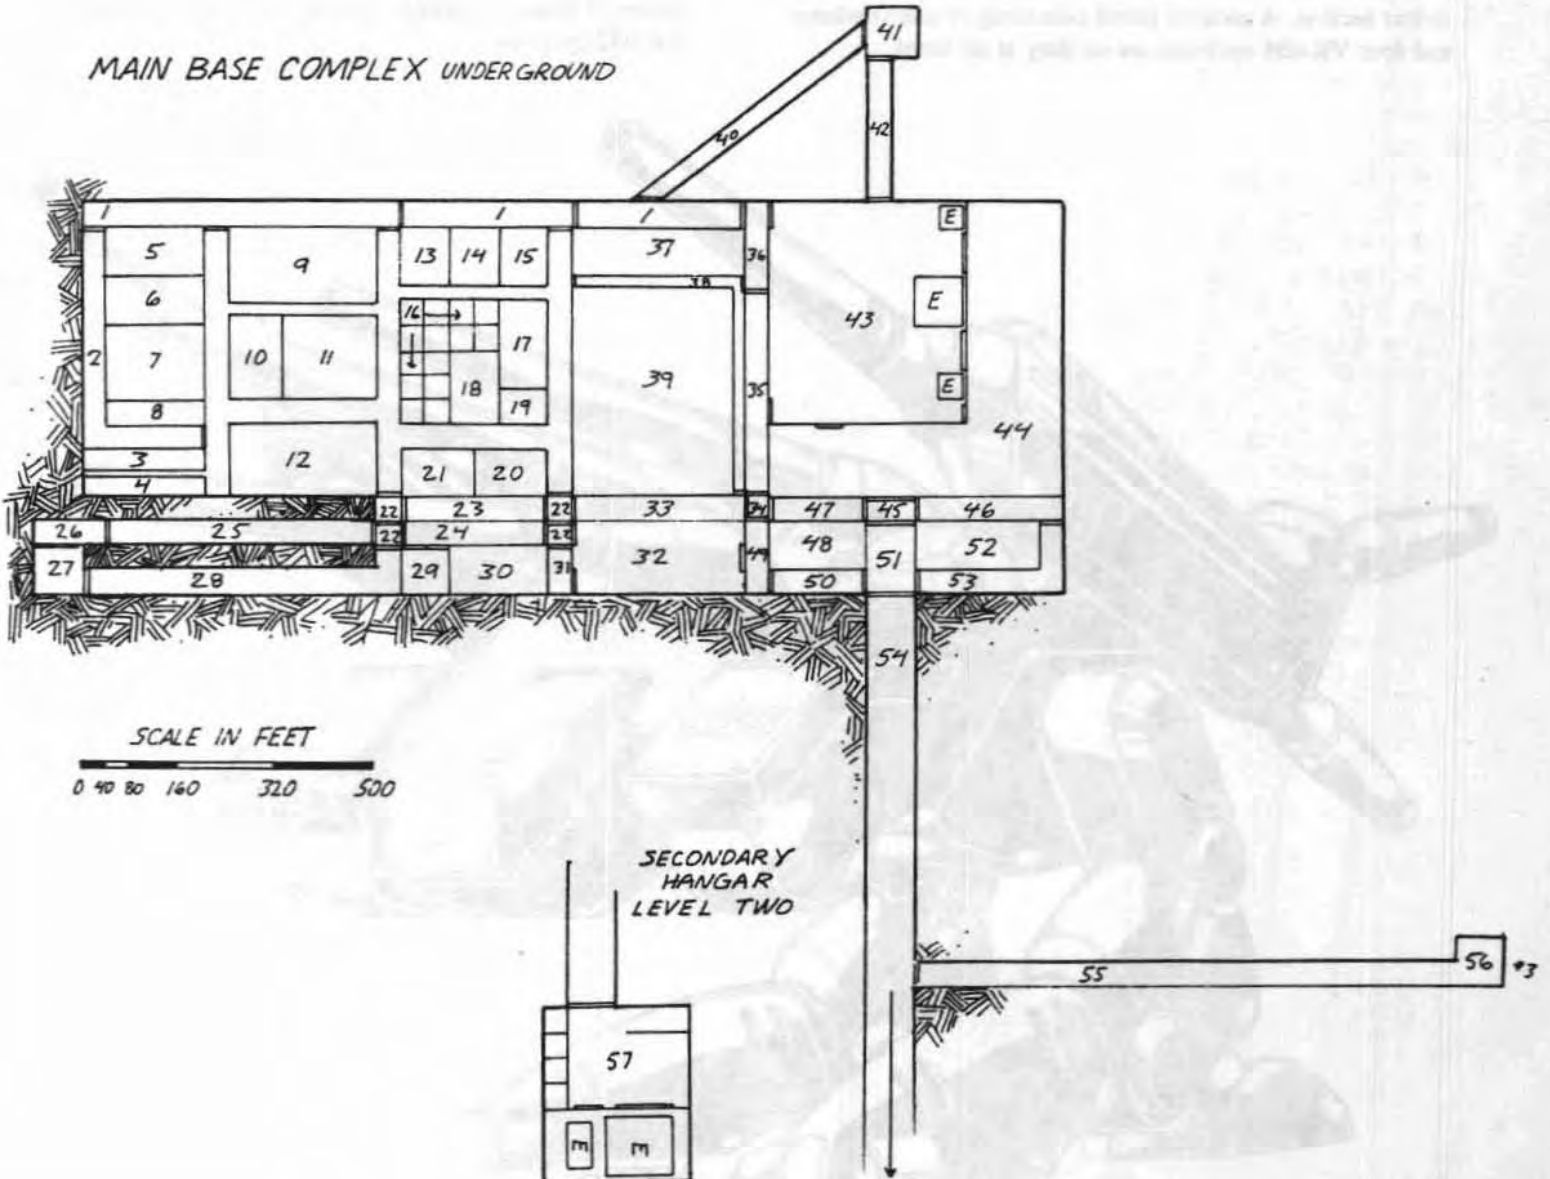 41
MAIN BASE COMPLEX UNDERGROUND
40
42
1 1 1 E
5 9 13 14 15 37 36
6 38
16 43 E
2 7 10 11 17 39 35
18
8 19 E
44
3 12 21 20
4
22 23 22 33 34 47 45 46
26 25 22 24 22 32 49 48 51 52
27 28 29 30 31 50 53
54
SCALE IN FEET
0 40 80 160 320 500
SECONDARY
HANGAR
LEVEL TWO
55 56 #3
57
E E